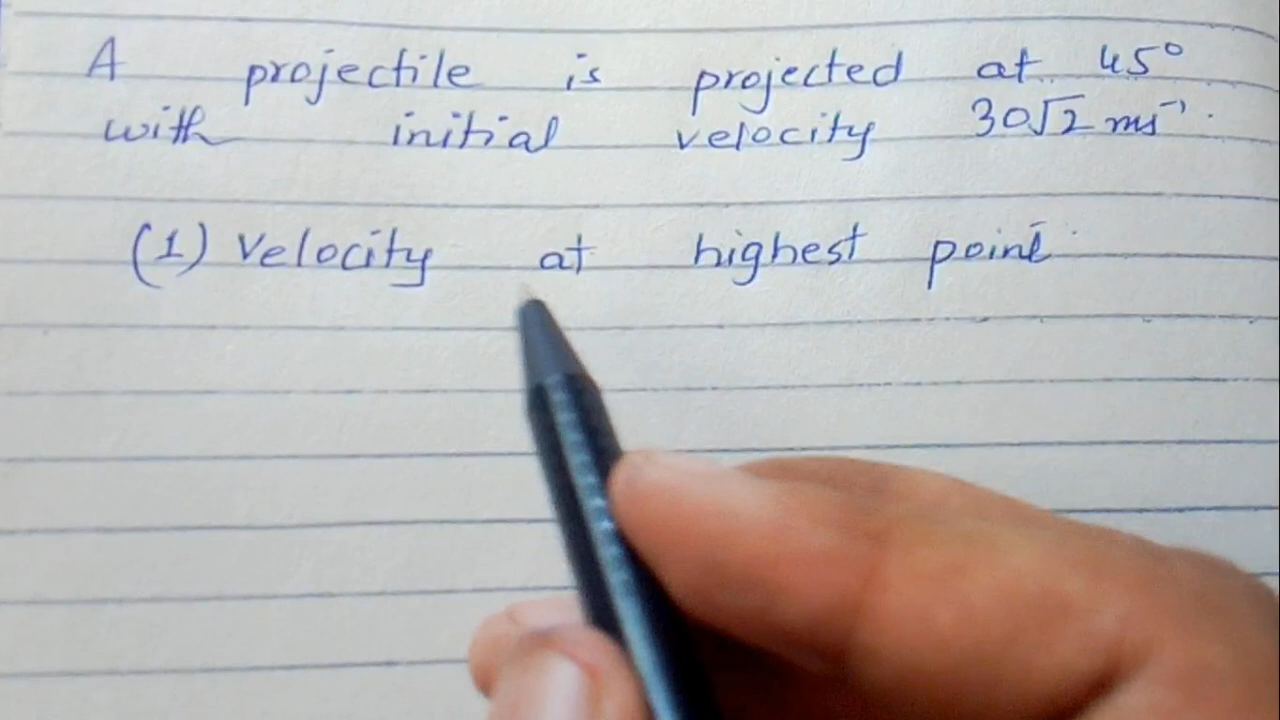 A projectile is projected at 45°
with initial velocity 30√2 ms⁻¹.
(1) Velocity at highest point